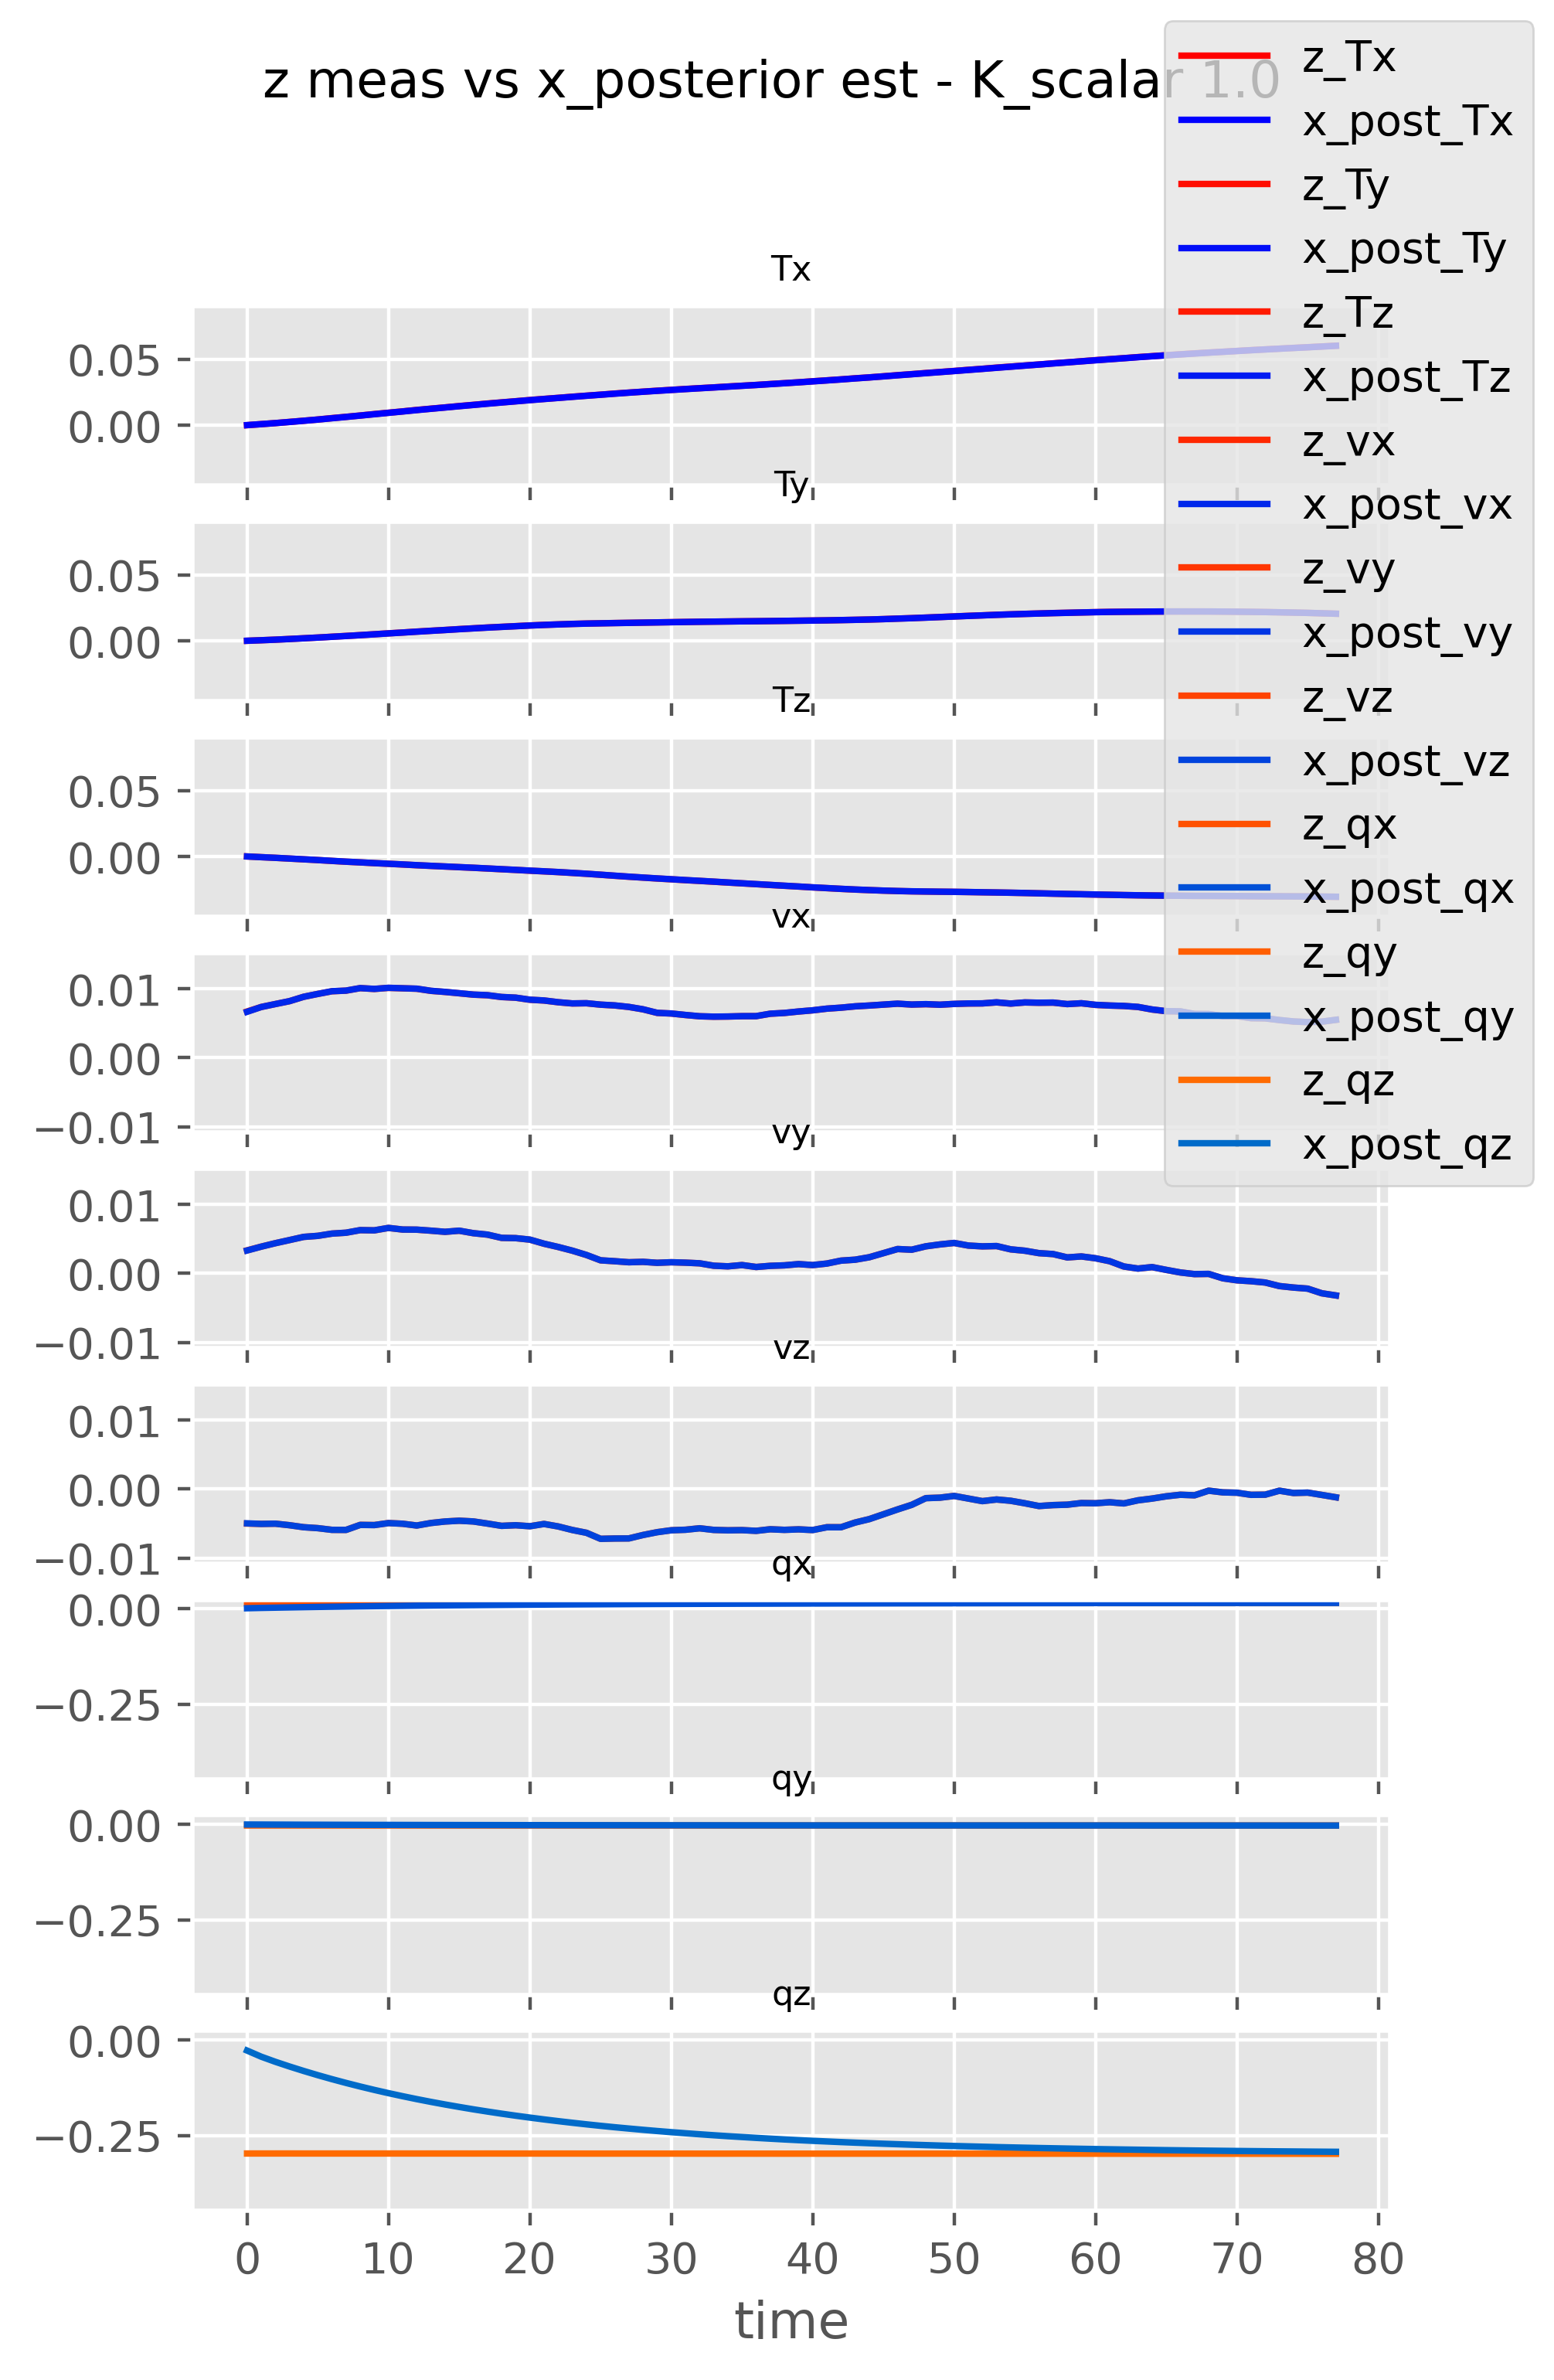 z meas vs x_posterior est - K_scalar 1.0
z_Tx
x_post_Tx
z_Ty
x_post_Ty
z_Tz
x_post_Tz
z_vx
x_post_vx
z_vy
x_post_vy
z_vz
x_post_vz
z_qx
x_post_qx
z_qy
x_post_qy
z_qz
x_post_qz
Tx
0.05
0.00
Ty
0.05
0.00
Tz
0.05
0.00
vx
0.01
0.00
−0.01
vy
0.01
0.00
−0.01
vz
0.01
0.00
−0.01
qx
0.00
−0.25
qy
0.00
−0.25
qz
0.00
−0.25
0 10 20 30 40 50 60 70 80
time